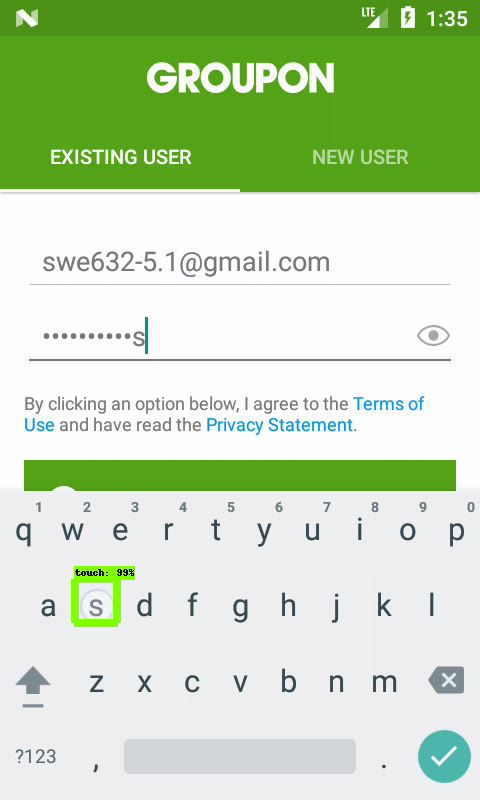 LTE 1:35
GROUPON
EXISTING USER NEW USER
swe632-5.1@gmail.com
••••••••••s
By clicking an option below, I agree to the Terms of
Use and have read the Privacy Statement.
1 2 3 4 5 6 7 8 9 0
q w e r t y u i o p
touch: 99%
a s d f g h j k l
z x c v b n m
?123 , .